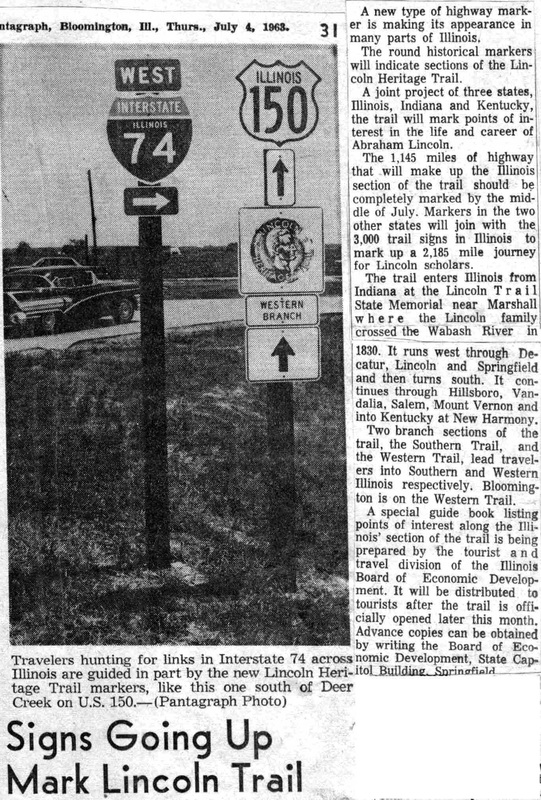 ntagraph, Bloomington, Ill., Thurs., July 4, 1963.
31
WEST
INTERSTATE
ILLINOIS
74
ILLINOIS
150
LINCOLN
WESTERN
BRANCH
Travelers hunting for links in Interstate 74 across
Illinois are guided in part by the new Lincoln Heri-
tage Trail markers, like this one south of Deer
Creek on U.S. 150.—(Pantagraph Photo)
Signs Going Up
Mark Lincoln Trail
A new type of highway mark-
er is making its appearance in
many parts of Illinois.
The round historical markers
will indicate sections of the Lin-
coln Heritage Trail.
A joint project of three states,
Illinois, Indiana and Kentucky,
the trail will mark points of in-
terest in the life and career of
Abraham Lincoln.
The 1,145 miles of highway
that will make up the Illinois
section of the trail should be
completely marked by the mid-
dle of July. Markers in the two
other states will join with the
3,000 trail signs in Illinois to
mark up a 2,185 mile journey
for Lincoln scholars.
The trail enters Illinois from
Indiana at the Lincoln Trail
State Memorial near Marshall
where the Lincoln family
crossed the Wabash River in
1830. It runs west through De-
catur, Lincoln and Springfield
and then turns south. It con-
tinues through Hillsboro, Van-
dalia, Salem, Mount Vernon and
into Kentucky at New Harmony.
Two branch sections of the
trail, the Southern Trail, and
the Western Trail, lead travel-
ers into Southern and Western
Illinois respectively. Blooming-
ton is on the Western Trail.
A special guide book listing
points of interest along the Illi-
nois' section of the trail is being
prepared by the tourist and
travel division of the Illinois
Board of Economic Develop-
ment. It will be distributed to
tourists after the trail is offi-
cially opened later this month.
Advance copies can be obtained
by writing the Board of Eco-
nomic Development, State Cap-
itol Building, Springfield